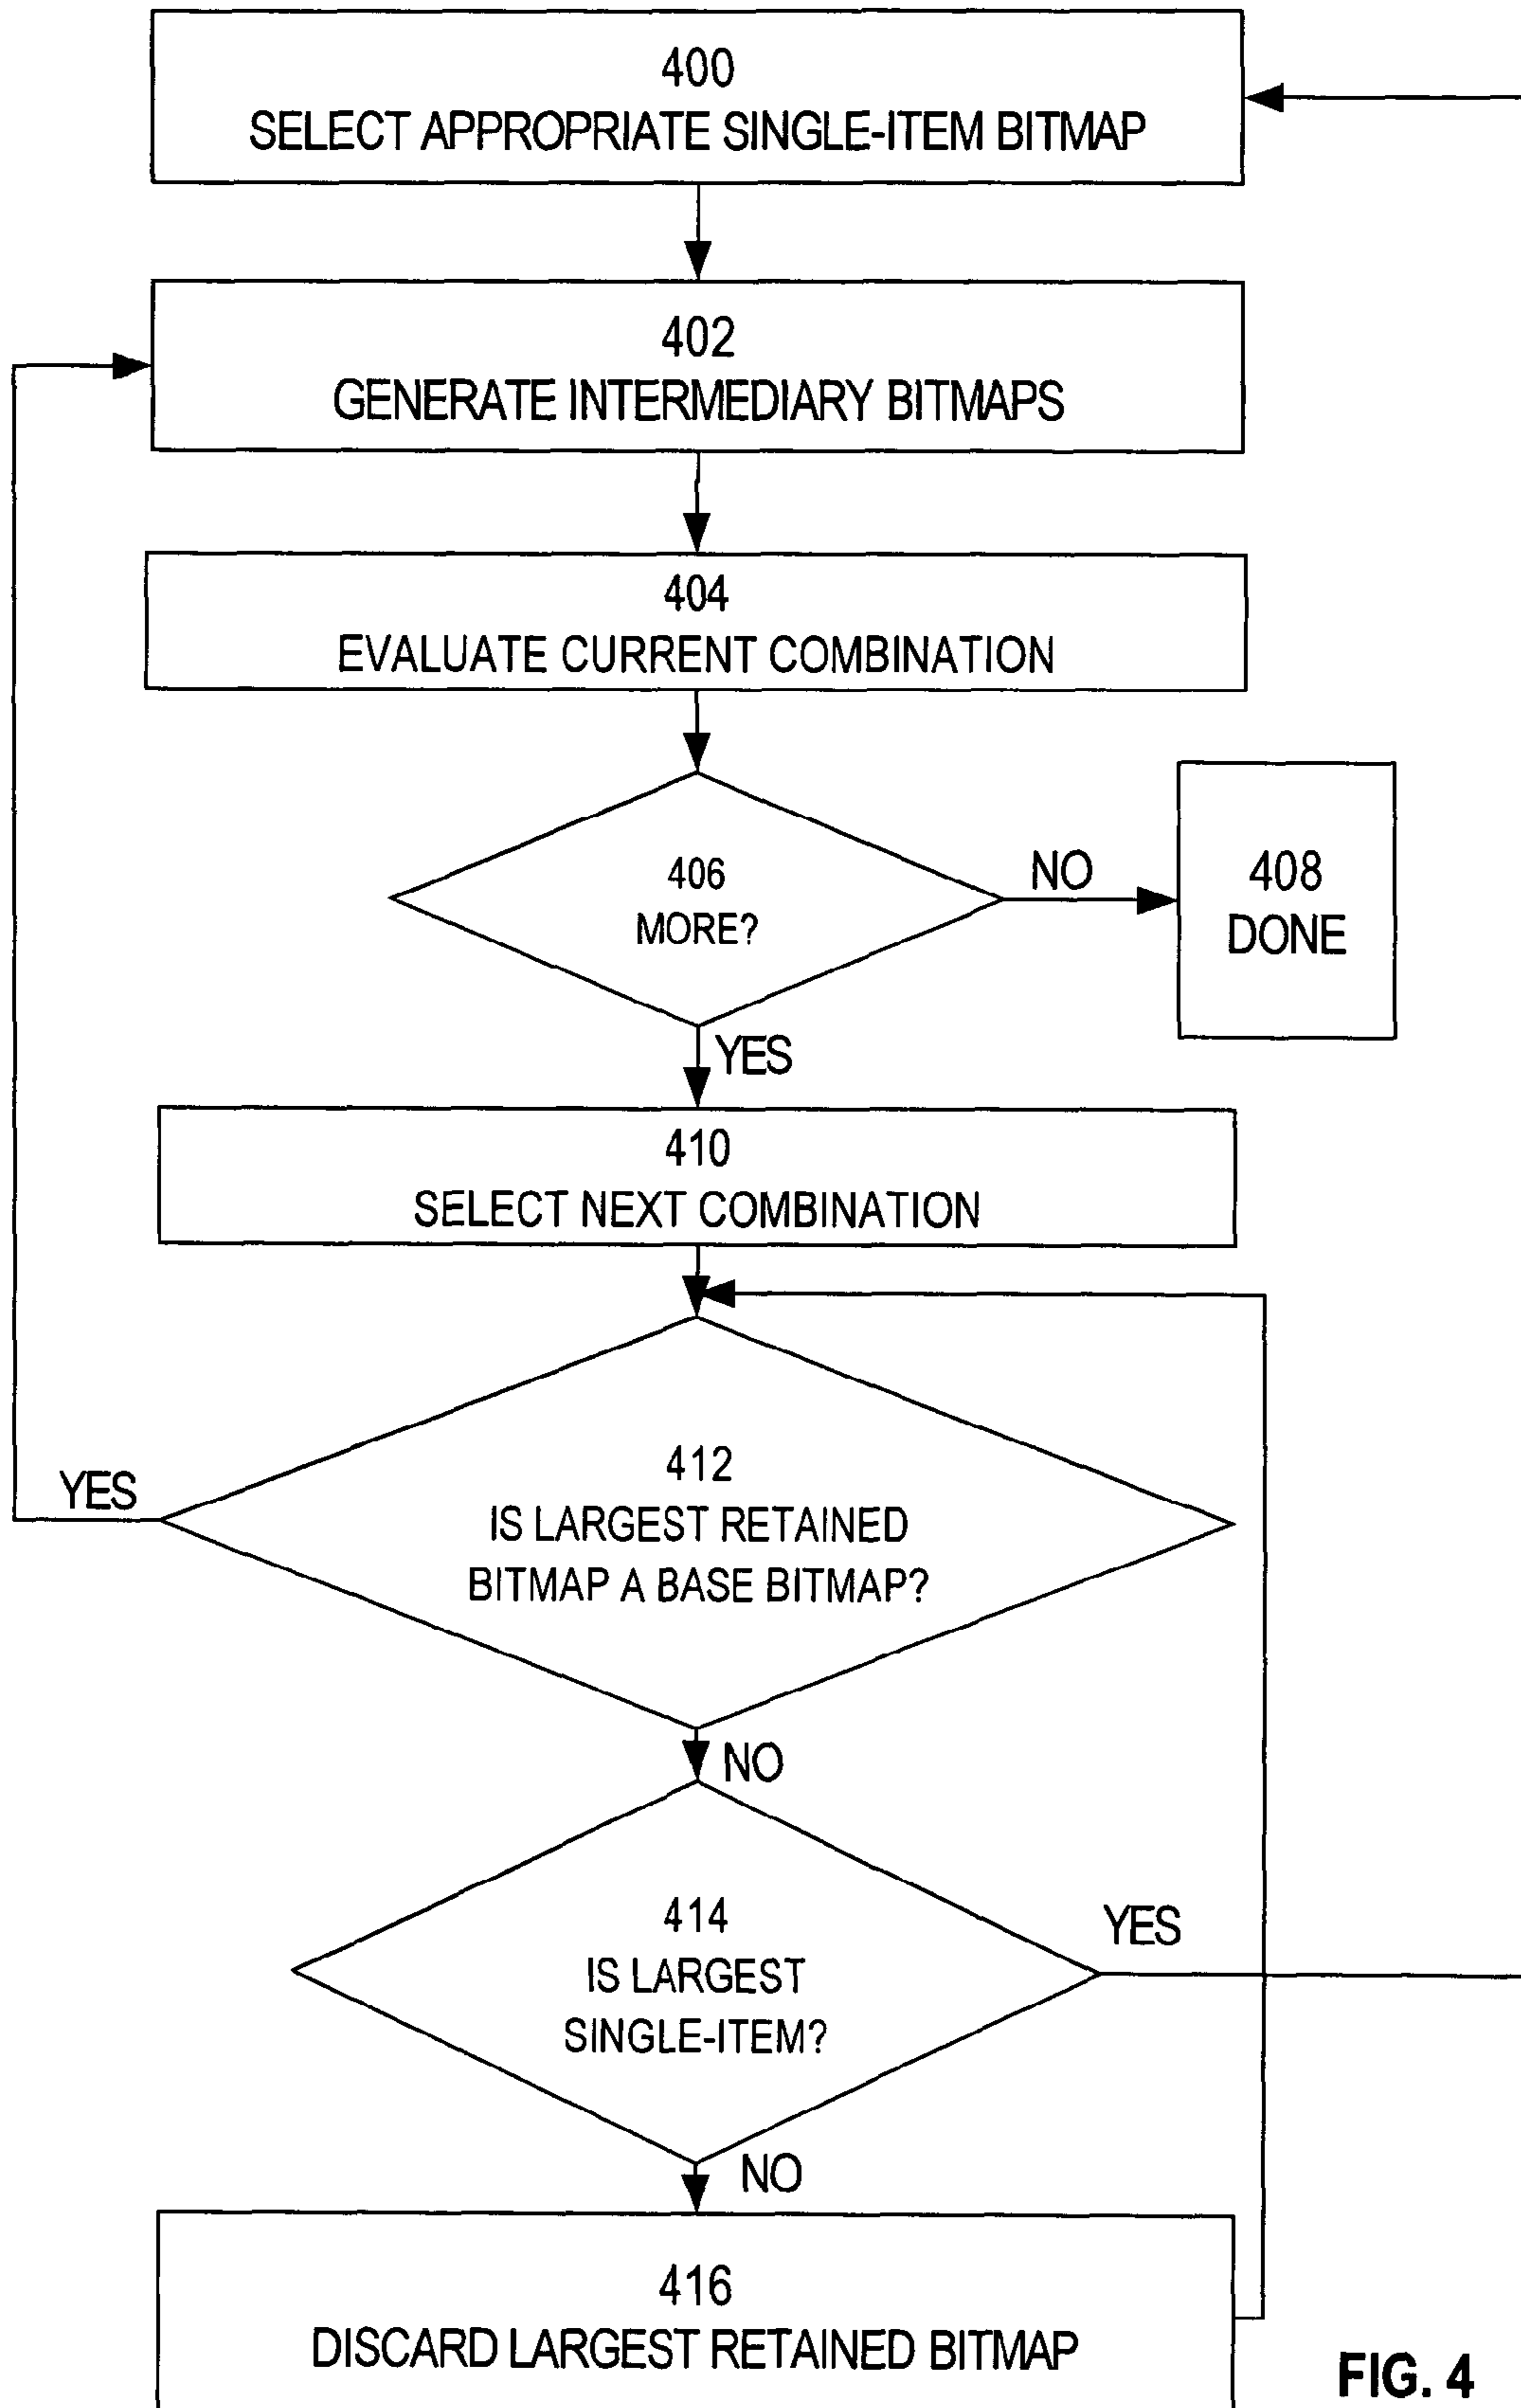 400
SELECT APPROPRIATE SINGLE-ITEM BITMAP
402
GENERATE INTERMEDIARY BITMAPS
404
EVALUATE CURRENT COMBINATION
406
MORE?
NO
408
DONE
YES
410
SELECT NEXT COMBINATION
412
IS LARGEST RETAINED
BITMAP A BASE BITMAP?
YES
NO
414
IS LARGEST
SINGLE-ITEM?
YES
NO
416
DISCARD LARGEST RETAINED BITMAP
FIG. 4